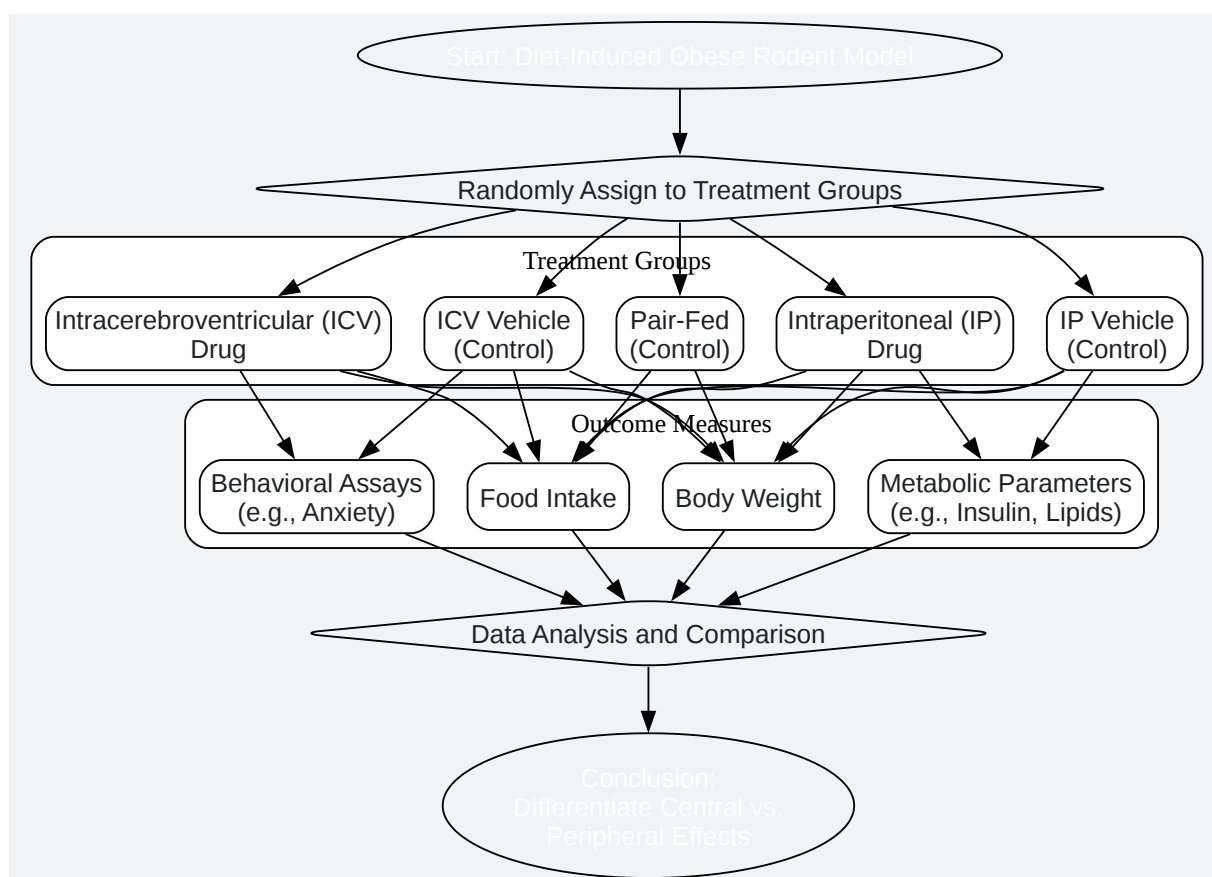 Start: Diet-Induced Obese Rodent Model
Randomly Assign to Treatment Groups
Treatment Groups
Intracerebroventricular (ICV)
Drug
ICV Vehicle
(Control)
Pair-Fed
(Control)
Intraperitoneal (IP)
Drug
IP Vehicle
(Control)
Outcome Measures
Behavioral Assays
(e.g., Anxiety)
Food Intake
Body Weight
Metabolic Parameters
(e.g., Insulin, Lipids)
Data Analysis and Comparison
Conclusion:
Differentiate Central vs.
Peripheral Effects